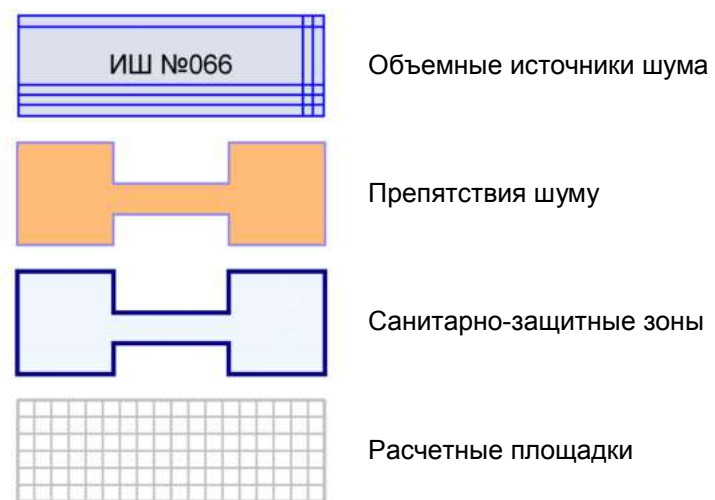 ИШ №066
Объемные источники шума
Препятствия шуму
Санитарно-защитные зоны
Расчетные площадки